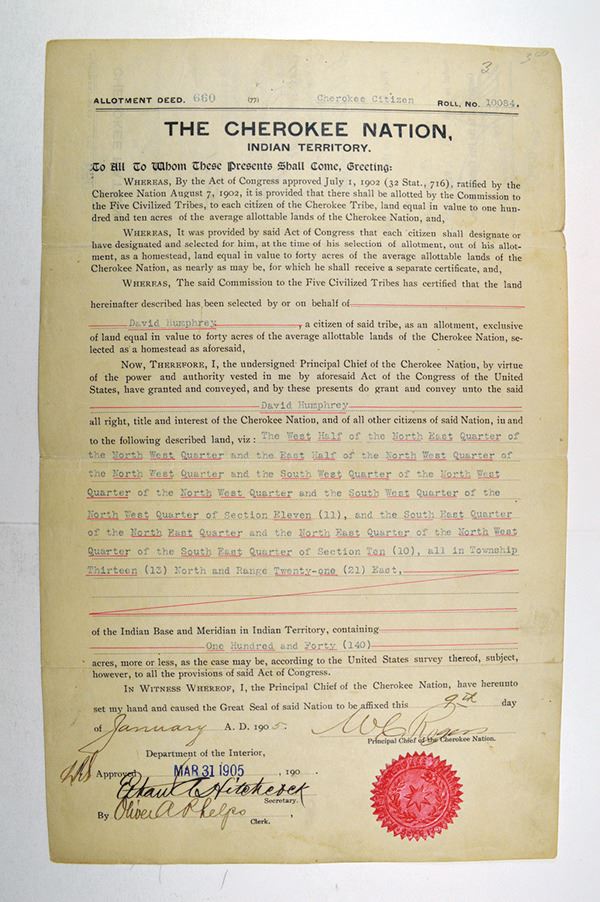 3
300
ALLOTMENT DEED. 660 (77) Cherokee Citizen ROLL, NO. 10084.
THE CHEROKEE NATION,
INDIAN TERRITORY.
To All To Whom These Presents Shall Come, Greeting:
WHEREAS, By the Act of Congress approved July 1, 1902 (32 Stat., 716), ratified by the
Cherokee Nation August 7, 1902, it is provided that there shall be allotted by the Commission to
the Five Civilized Tribes, to each citizen of the Cherokee Tribe, land equal in value to one hun-
dred and ten acres of the average allottable lands of the Cherokee Nation, and,
WHEREAS, It was provided by said Act of Congress that each citizen shall designate or
have designated and selected for him, at the time of his selection of allotment, out of his allot-
ment, as a homestead, land equal in value to forty acres of the average allottable lands of the
Cherokee Nation, as nearly as may be, for which he shall receive a separate certificate, and,
WHEREAS, The said Commission to the Five Civilized Tribes has certified that the land
hereinafter described has been selected by or on behalf of
David Humphrey, a citizen of said tribe, as an allotment, exclusive
of land equal in value to forty acres of the average allottable lands of the Cherokee Nation, se-
lected as a homestead as aforesaid,
NOW, THEREFORE, I, the undersigned Principal Chief of the Cherokee Nation, by virtue
of the power and authority vested in me by aforesaid Act of the Congress of the United
States, have granted and conveyed, and by these presents do grant and convey unto the said
David Humphrey
all right, title and interest of the Cherokee Nation, and of all other citizens of said Nation, in and
to the following described land, viz: The West Half of the North East Quarter of
the North West Quarter and the East Half of the North West Quarter of
the North West Quarter and the South West Quarter of the North West
Quarter of the North West Quarter and the South West Quarter of the
North West Quarter of Section Eleven (11), and the South East Quarter
of the North East Quarter and the North East Quarter of the North West
Quarter of the South East Quarter of Section Ten (10), all in Township
Thirteen (13) North and Range Twenty-one (21) East,
of the Indian Base and Meridian in Indian Territory, containing
One Hundred and Forty (140)
acres, more or less, as the case may be, according to the United States survey thereof, subject,
however, to all the provisions of said Act of Congress.
IN WITNESS WHEREOF, I, the Principal Chief of the Cherokee Nation, have hereunto
set my hand and caused the Great Seal of said Nation to be affixed this 9th day
of January A. D. 1905. W C Rogers
Principal Chief of the Cherokee Nation.
Department of the Interior,
Approved MAR 31 1905, 190
Ethan A Hitchcock
Secretary.
By Oliver A Phelps,
Clerk.